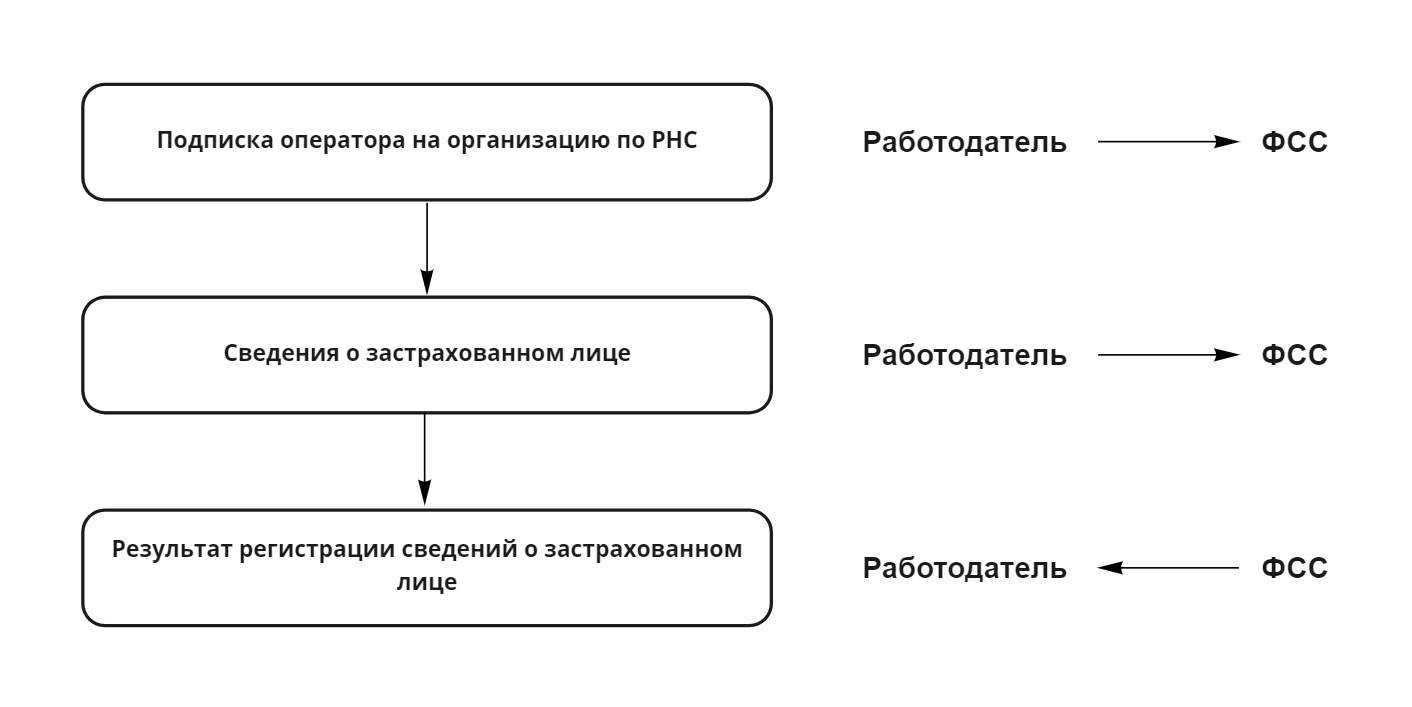 Подписка оператора на организацию по РНС
Работодатель
ФСС
Сведения о застрахованном лице
Работодатель
ФСС
Результат регистрации сведений о застрахованном
лице
Работодатель
ФСС